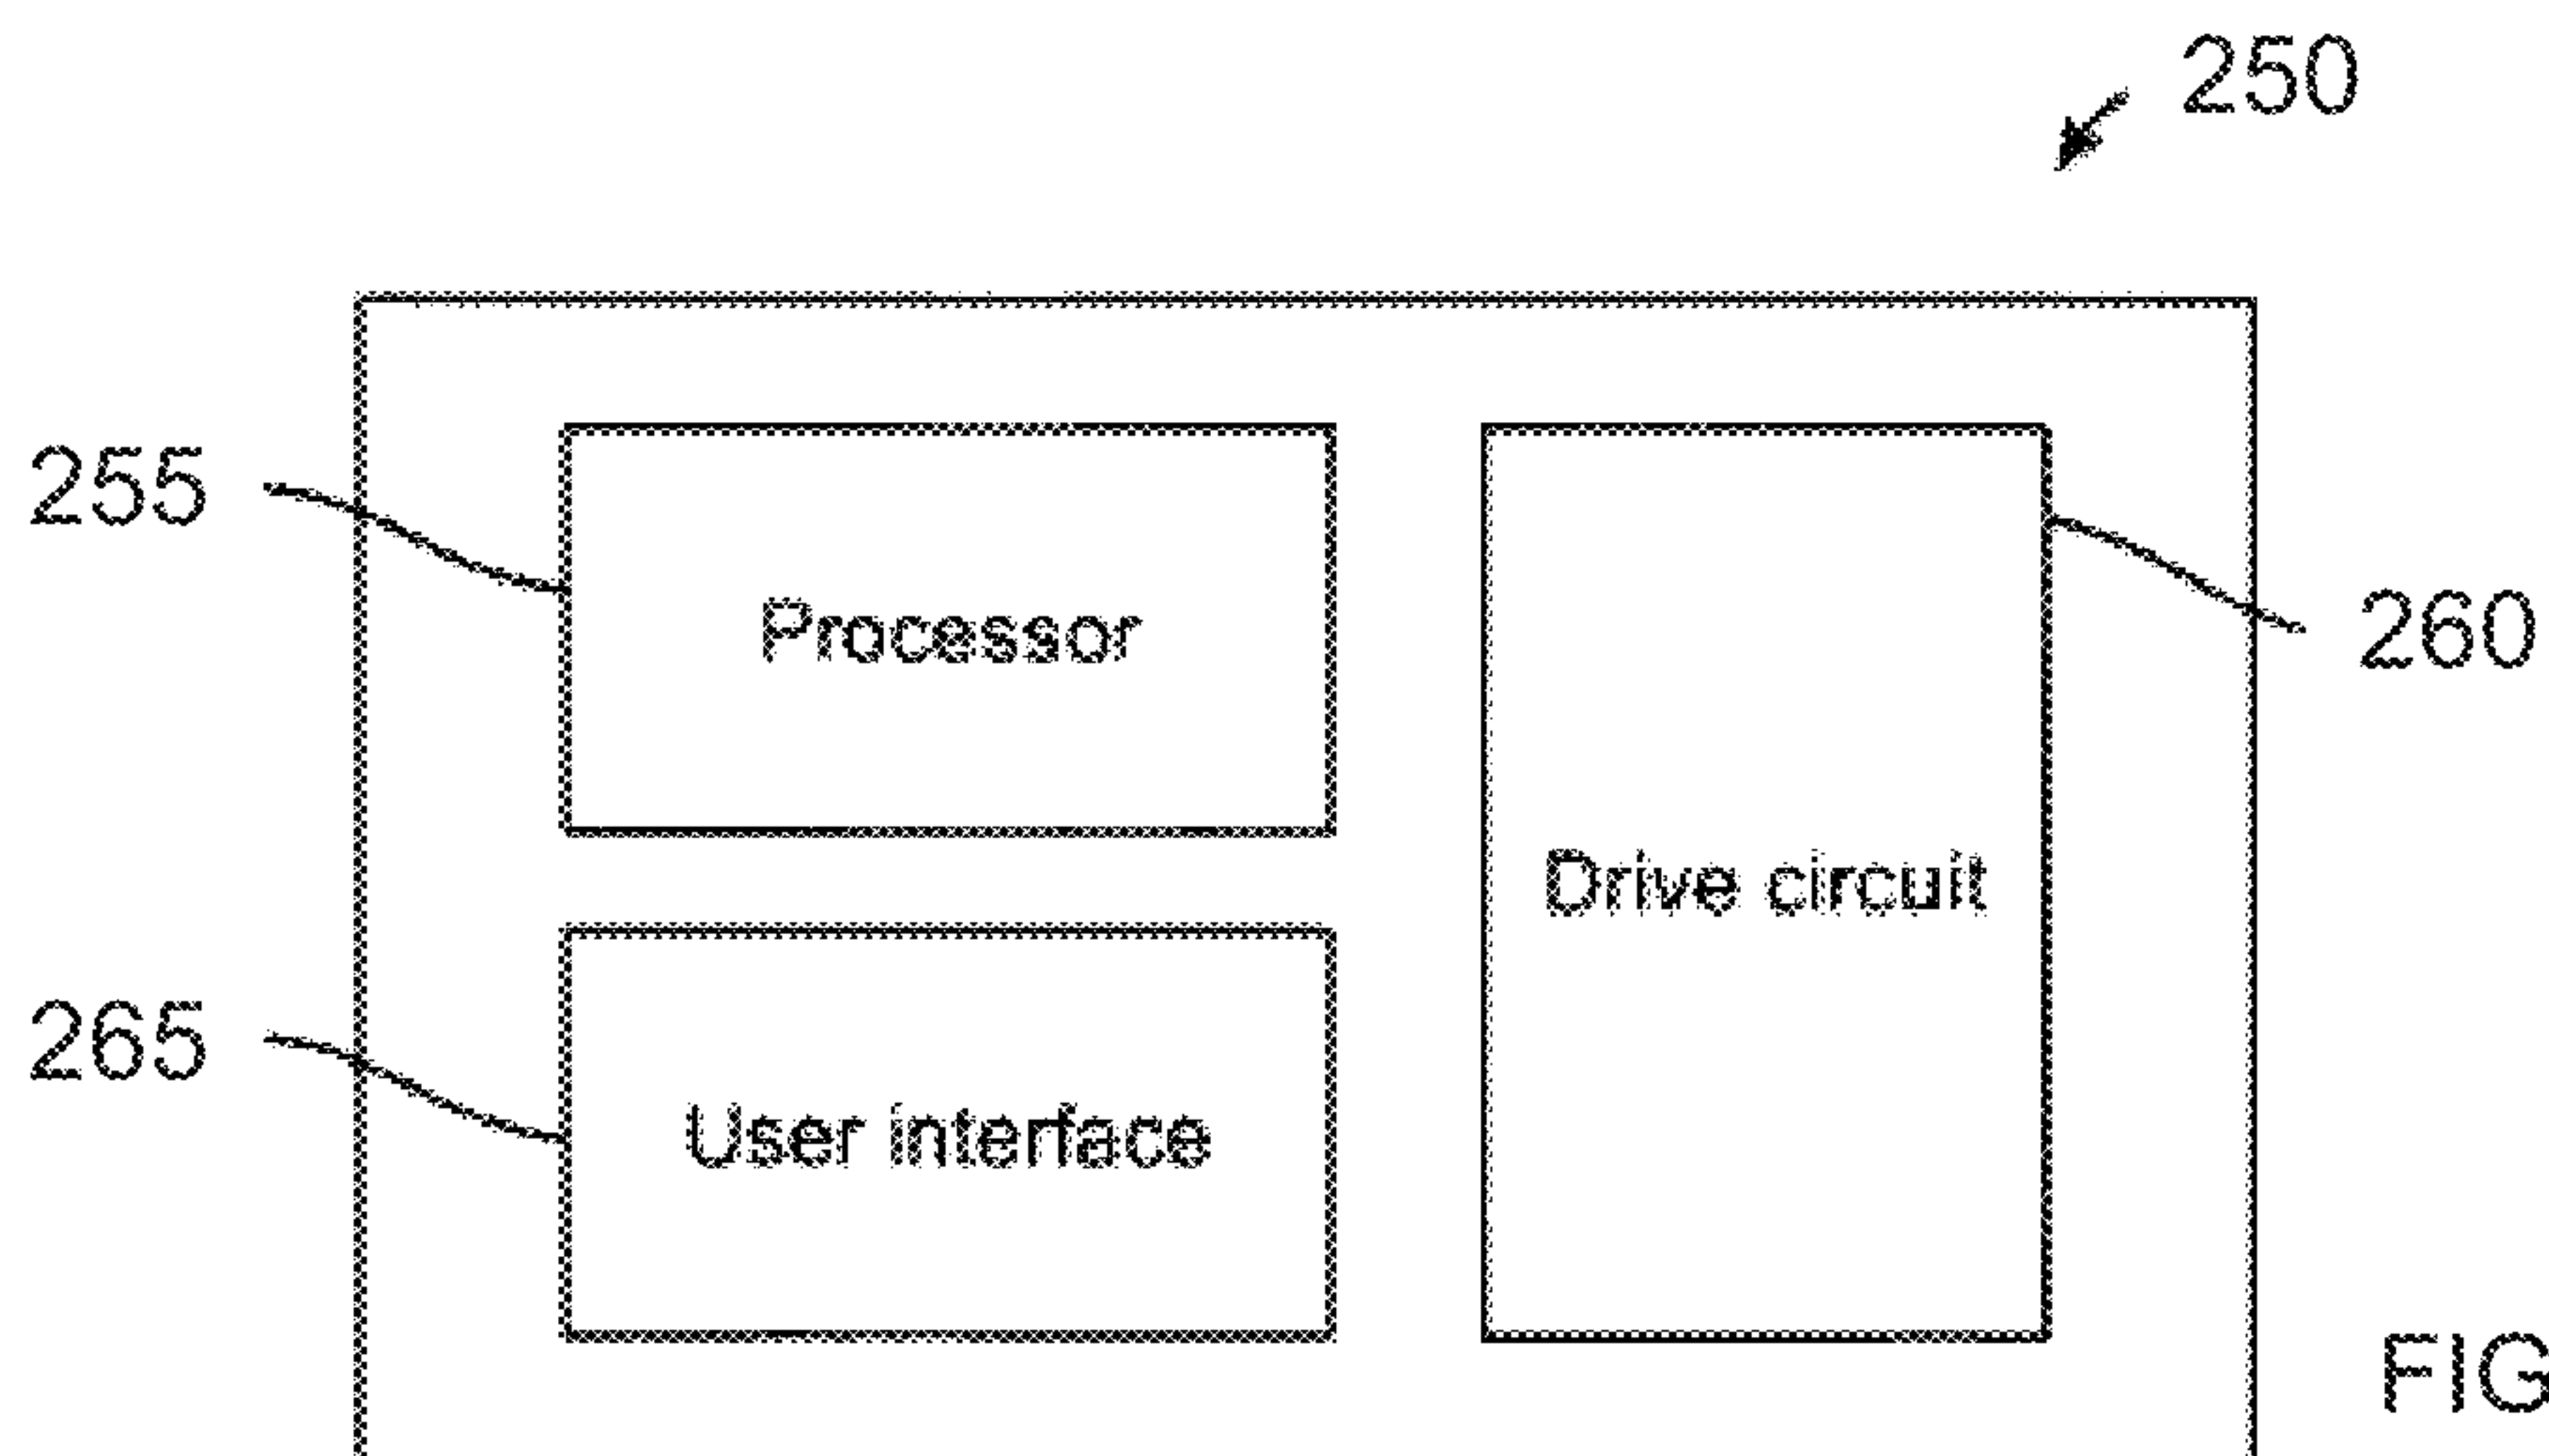 250
255
Processor
260
Drive circuit
265
User interface
FIG